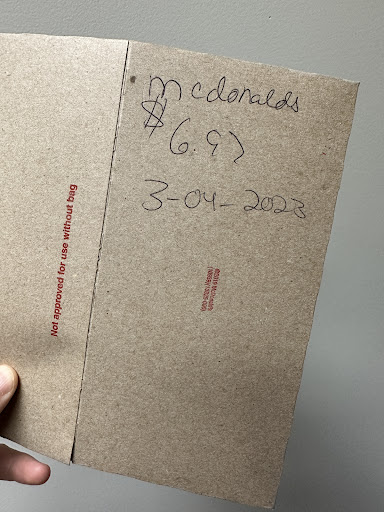 mcdonalds
$
6.97
3-04-2023
Not approved for use without bag